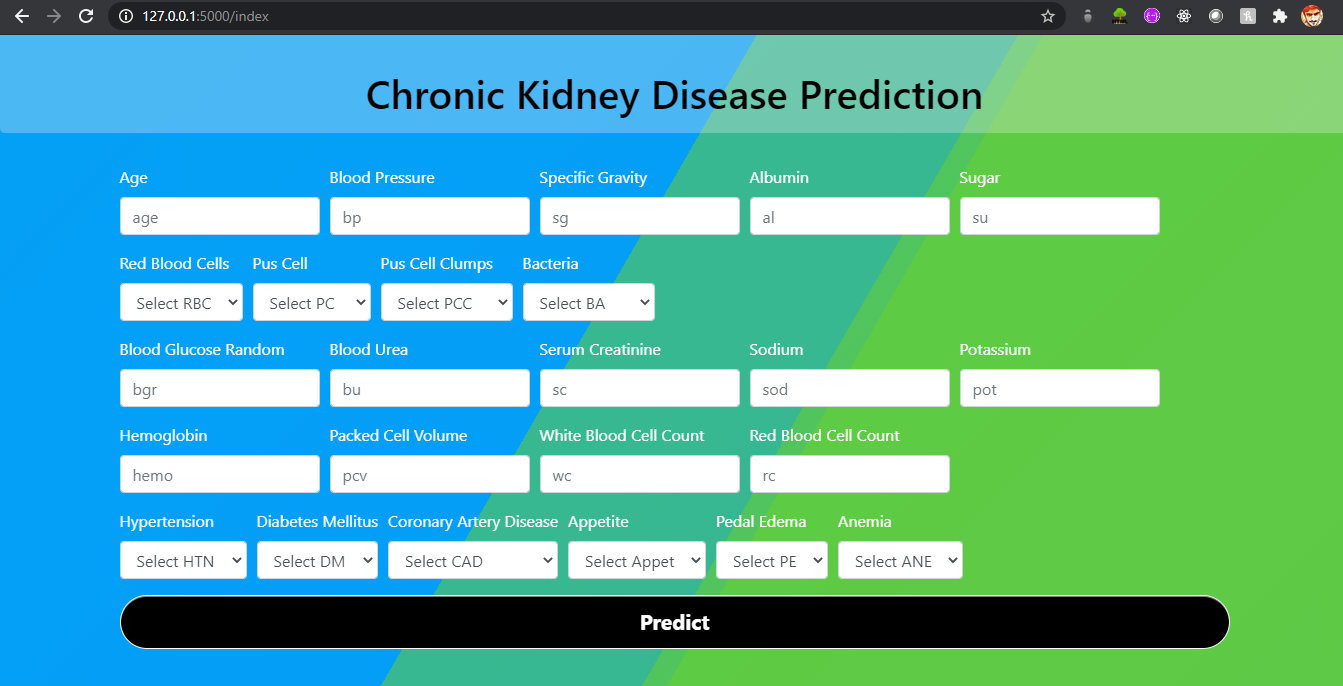 127.0.0.1:5000/index
Chronic Kidney Disease Prediction
Age Blood Pressure Specific Gravity Albumin Sugar
age bp sg al su
Red Blood Cells Pus Cell Pus Cell Clumps Bacteria
Select RBC Select PC Select PCC Select BA
Blood Glucose Random Blood Urea Serum Creatinine Sodium Potassium
bgr bu sc sod pot
Hemoglobin Packed Cell Volume White Blood Cell Count Red Blood Cell Count
hemo pcv wc rc
Hypertension Diabetes Mellitus Coronary Artery Disease Appetite Pedal Edema Anemia
Select HTN Select DM Select CAD Select Appet Select PE Select ANE
Predict